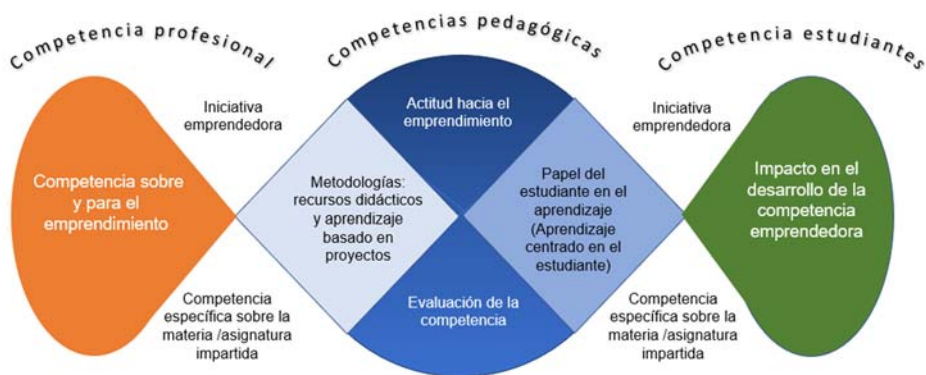 Competencia profesional
Competencias pedagógicas
Competencia estudiantes
Iniciativa
emprendedora
Competencia sobre
y para el
emprendimiento
Competencia
específica sobre la
materia /asignatura
impartida
Actitud hacia el
emprendimiento
Metodologías:
recursos didácticos
y aprendizaje
basado en
proyectos
Papel del
estudiante en el
aprendizaje
(Aprendizaje
centrado en el
estudiante)
Evaluación de la
competencia
Iniciativa
emprendedora
Impacto en el
desarrollo de la
competencia
emprendedora
Competencia
específica sobre la
materia /asignatura
impartida